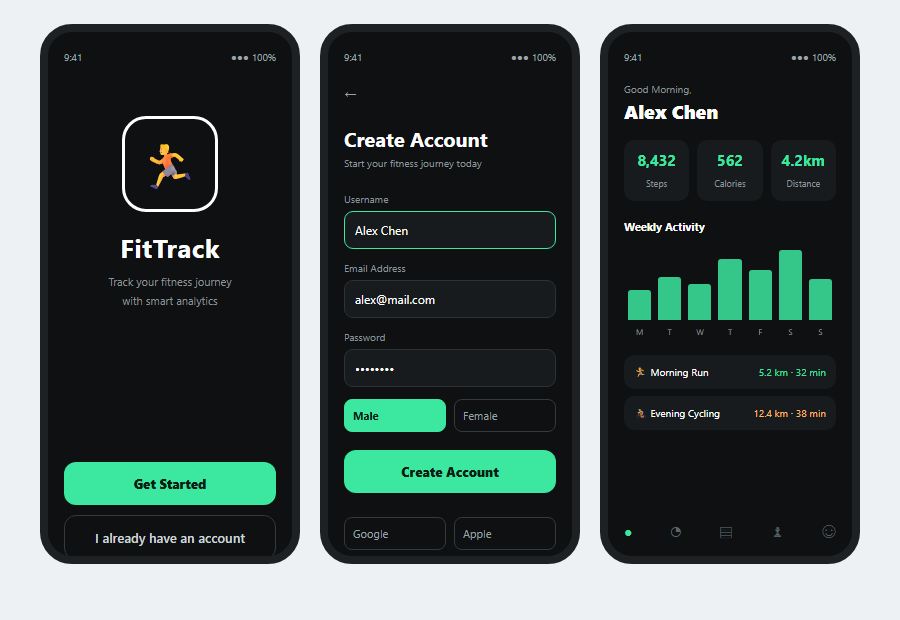 9:41
●●● 100%
FitTrack
Track your fitness journey
with smart analytics
Get Started
I already have an account
9:41
●●● 100%
←
Create Account
Start your fitness journey today
Username
Alex Chen
Email Address
alex@mail.com
Password
••••••••
Male
Female
Create Account
Google
Apple
9:41
●●● 100%
Good Morning,
Alex Chen
8,432
Steps
562
Calories
4.2km
Distance
Weekly Activity
M T W T F S S
Morning Run
5.2 km · 32 min
Evening Cycling
12.4 km · 38 min